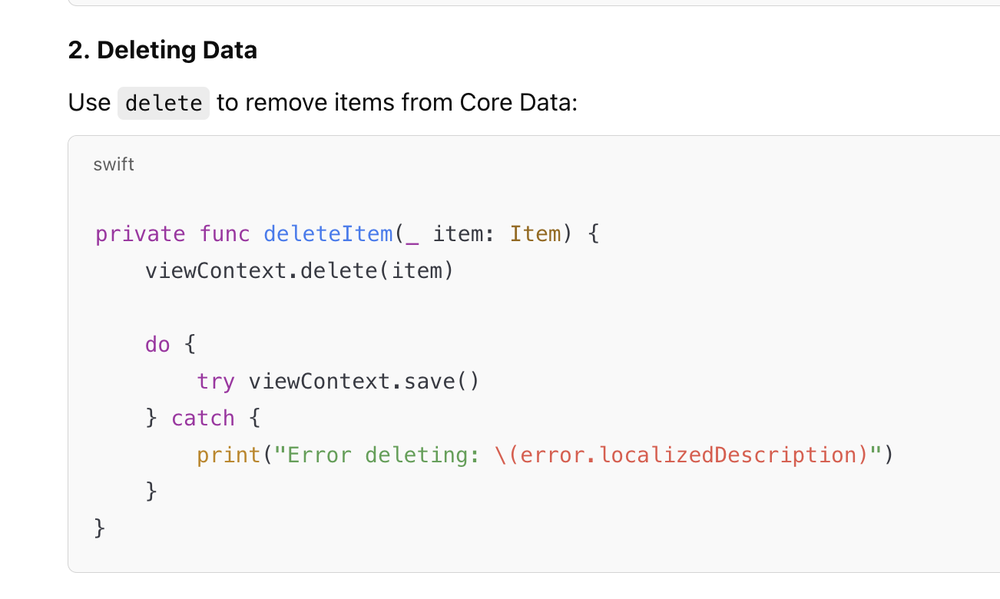 2. Deleting Data
Use delete to remove items from Core Data:
swift
private func deleteItem(_ item: Item) {
    viewContext.delete(item)
    do {
        try viewContext.save()
    } catch {
        print("Error deleting: \(error.localizedDescription)")
    }
}